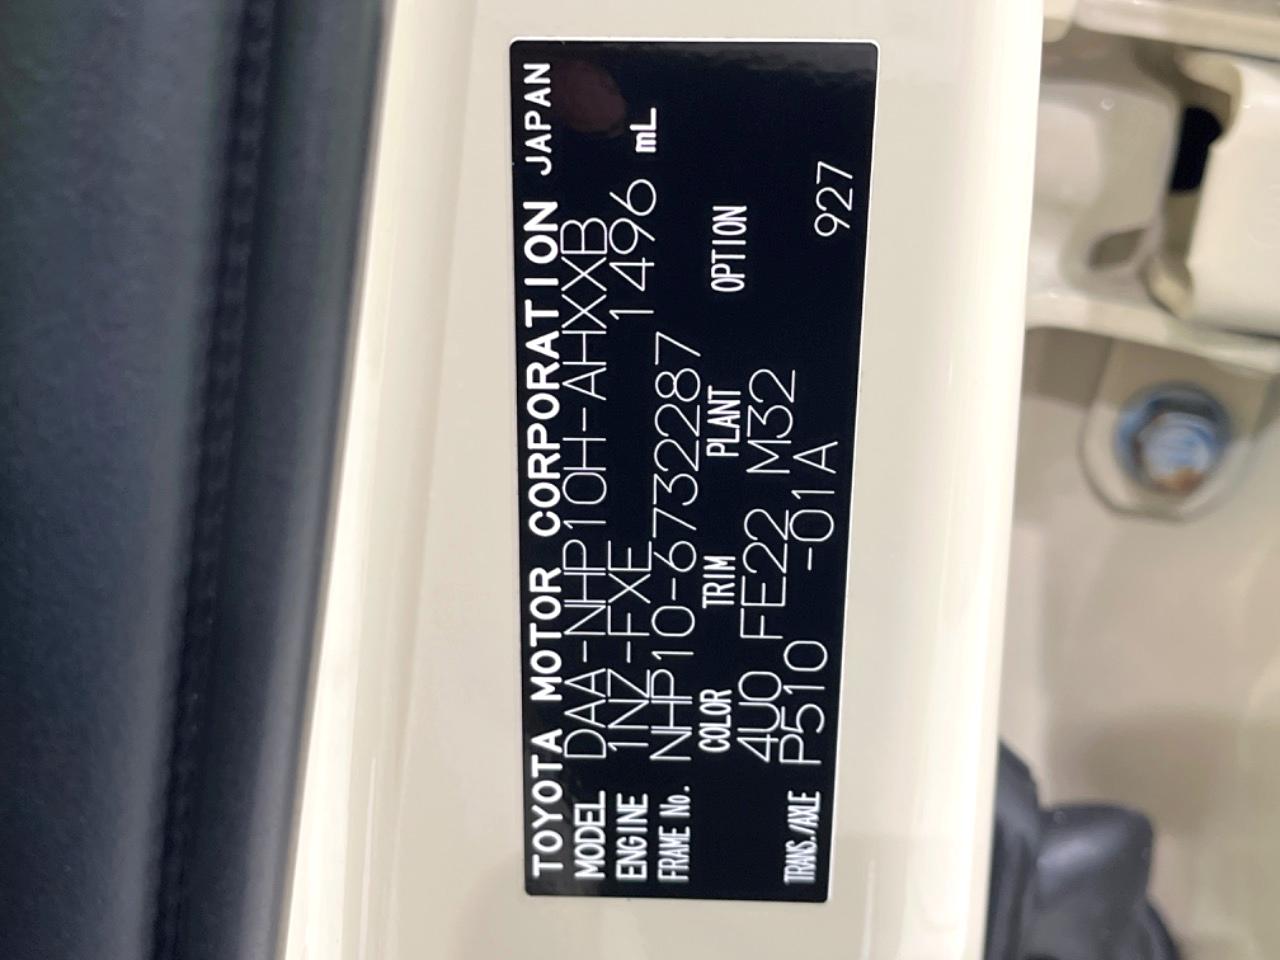 TOYOTA MOTOR CORPORATION JAPAN
MODEL DAA-NHP10H-AHXXB
ENGINE 1NZ-FXE 1496 mL
FRAME No. NHP10-6732287
COLOR TRIM PLANT OPTION
4U0 FE22 M32
TRANS./AXLE P510 -01A 927